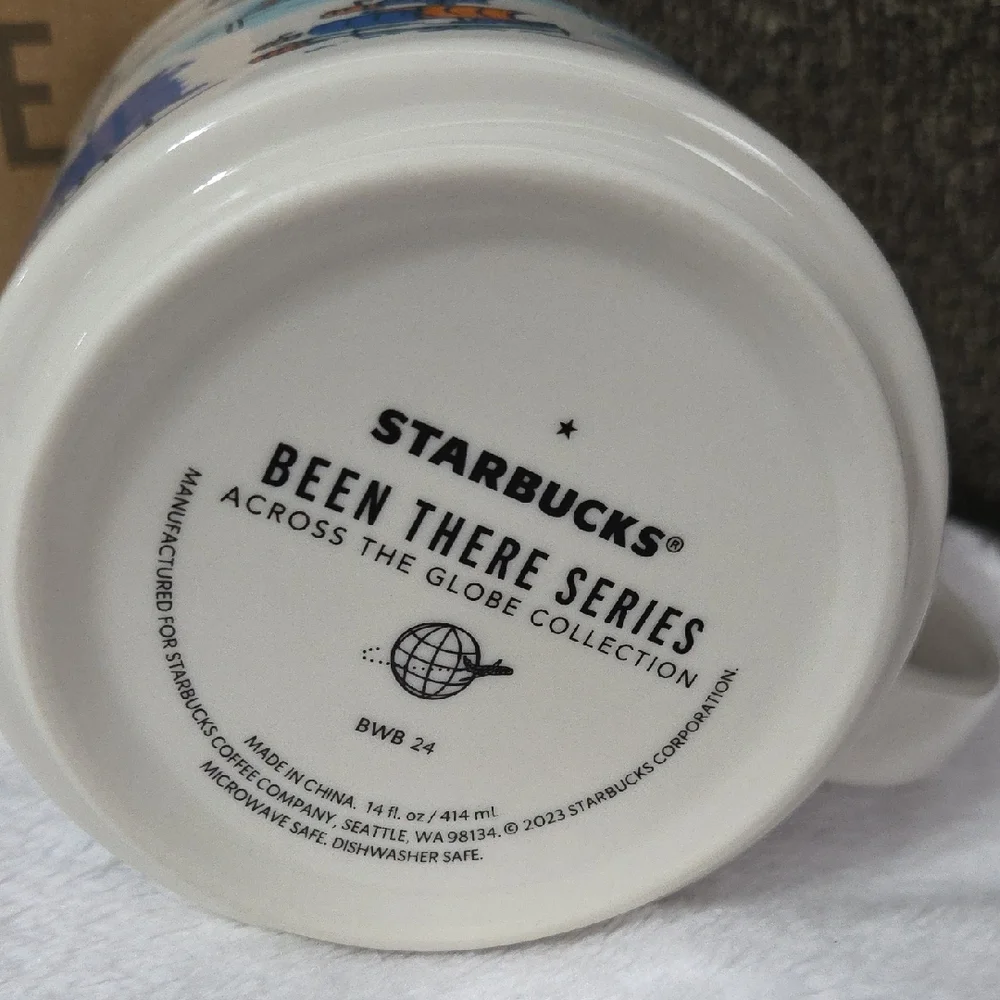 E
STARBUCKS®
BEEN THERE SERIES
ACROSS THE GLOBE COLLECTION
BWB 24
MADE IN CHINA. 14 fl. oz / 414 mL
MANUFACTURED FOR STARBUCKS COFFEE COMPANY, SEATTLE, WA 98134. © 2023 STARBUCKS CORPORATION.
MICROWAVE SAFE. DISHWASHER SAFE.